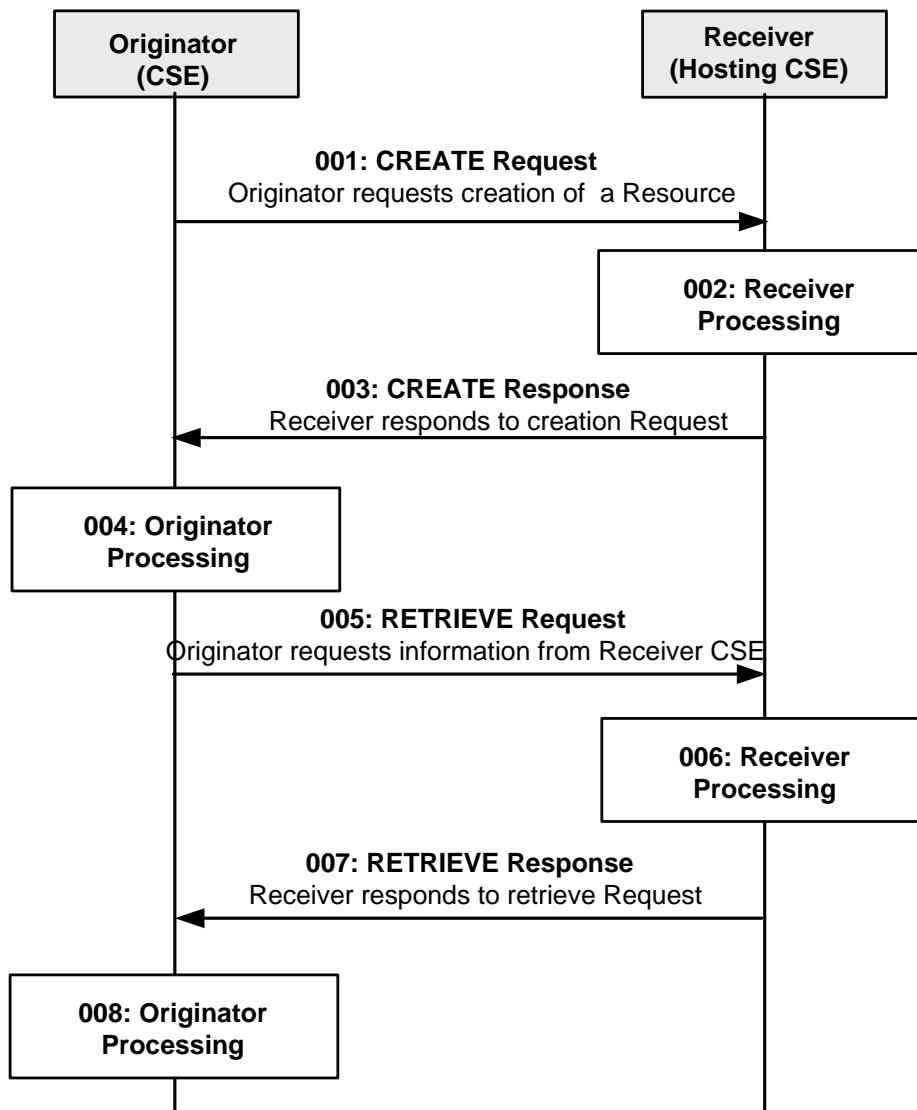 Originator
(CSE)
Receiver
(Hosting CSE)
001: CREATE Request
Originator requests creation of a Resource
002: Receiver
Processing
003: CREATE Response
Receiver responds to creation Request
004: Originator
Processing
005: RETRIEVE Request
Originator requests information from Receiver CSE
006: Receiver
Processing
007: RETRIEVE Response
Receiver responds to retrieve Request
008: Originator
Processing